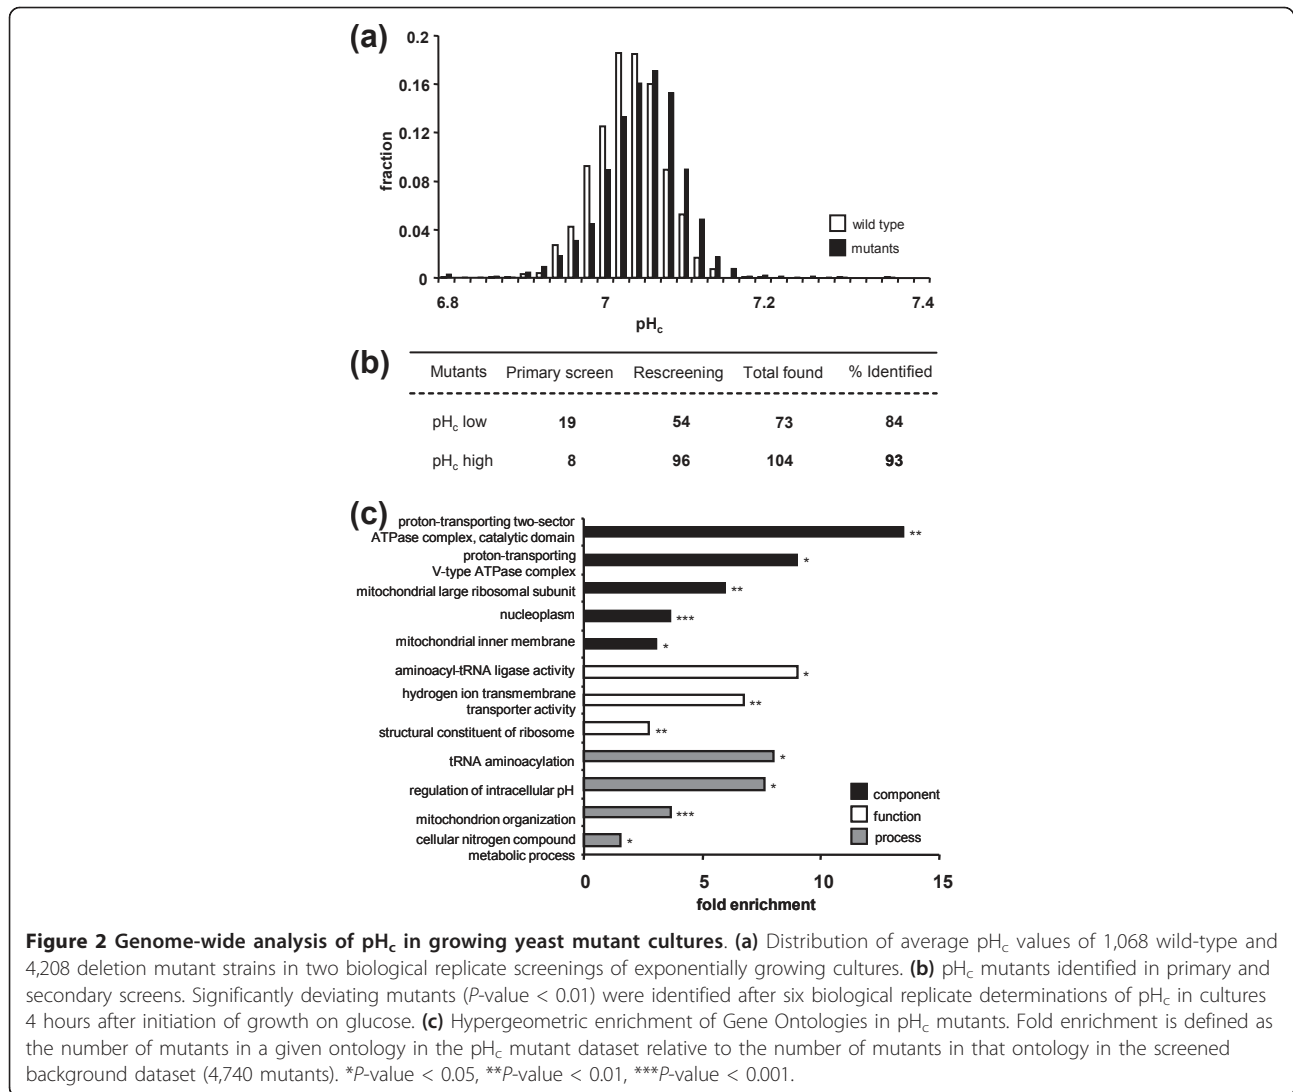 (a)
0.2
0.16
0.12
0.08
0.04
0
fraction
wild type
mutants
6.8
7
7.2
7.4
pHc
(b)
Mutants Primary screen Rescreening Total found % Identified
pHc low 19 54 73 84
pHc high 8 96 104 93
(c)
proton-transporting two-sector
ATPase complex, catalytic domain
**
proton-transporting
V-type ATPase complex
*
mitochondrial large ribosomal subunit
**
nucleoplasm
***
mitochondrial inner membrane
*
aminoacyl-tRNA ligase activity
*
hydrogen ion transmembrane
transporter activity
**
structural constituent of ribosome
**
tRNA aminoacylation
*
regulation of intracellular pH
*
mitochondrion organization
***
cellular nitrogen compound
metabolic process
*
component
function
process
0 5 10 15
fold enrichment
Figure 2 Genome-wide analysis of pHc in growing yeast mutant cultures. (a) Distribution of average pHc values of 1,068 wild-type and
4,208 deletion mutant strains in two biological replicate screenings of exponentially growing cultures. (b) pHc mutants identified in primary and
secondary screens. Significantly deviating mutants (P-value < 0.01) were identified after six biological replicate determinations of pHc in cultures
4 hours after initiation of growth on glucose. (c) Hypergeometric enrichment of Gene Ontologies in pHc mutants. Fold enrichment is defined as
the number of mutants in a given ontology in the pHc mutant dataset relative to the number of mutants in that ontology in the screened
background dataset (4,740 mutants). *P-value < 0.05, **P-value < 0.01, ***P-value < 0.001.